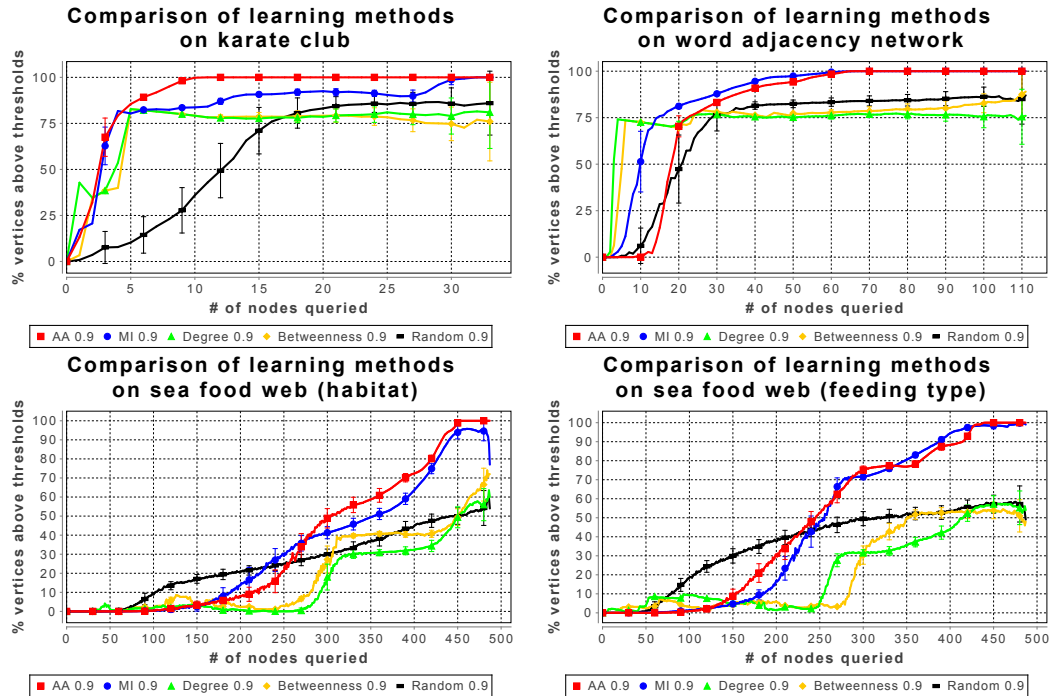 Comparison of learning methods
on karate club
% vertices above thresholds
100
75
50
25
0
0 5 10 15 20 25 30
# of nodes queried
AA 0.9 MI 0.9 Degree 0.9 Betweenness 0.9 Random 0.9
Comparison of learning methods
on word adjacency network
% vertices above thresholds
100
75
50
25
0
0 10 20 30 40 50 60 70 80 90 100 110
# of nodes queried
AA 0.9 MI 0.9 Degree 0.9 Betweenness 0.9 Random 0.9
Comparison of learning methods
on sea food web (habitat)
% vertices above thresholds
100
90
80
70
60
50
40
30
20
10
0
0 50 100 150 200 250 300 350 400 450 500
# of nodes queried
AA 0.9 MI 0.9 Degree 0.9 Betweenness 0.9 Random 0.9
Comparison of learning methods
on sea food web (feeding type)
% vertices above thresholds
100
90
80
70
60
50
40
30
20
10
0
0 50 100 150 200 250 300 350 400 450 500
# of nodes queried
AA 0.9 MI 0.9 Degree 0.9 Betweenness 0.9 Random 0.9